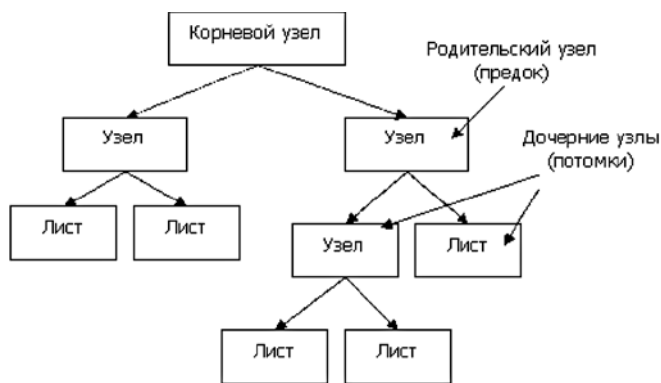 Корневой узел
Родительский узел
(предок)
Узел
Узел
Дочерние узлы
(потомки)
Лист
Лист
Узел
Лист
Лист
Лист